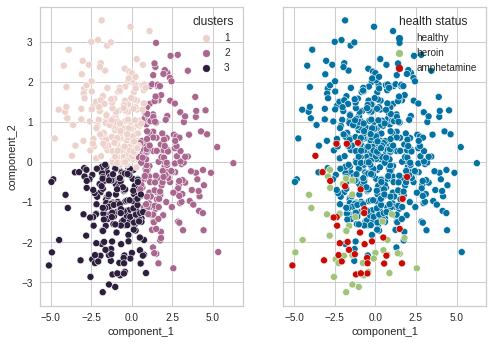 clusters
1
2
3
health status
healthy
heroin
amphetamine
component_2
3
2
1
0
−1
−2
−3
−5.0
−2.5
0.0
2.5
5.0
component_1
−5.0
−2.5
0.0
2.5
5.0
component_1